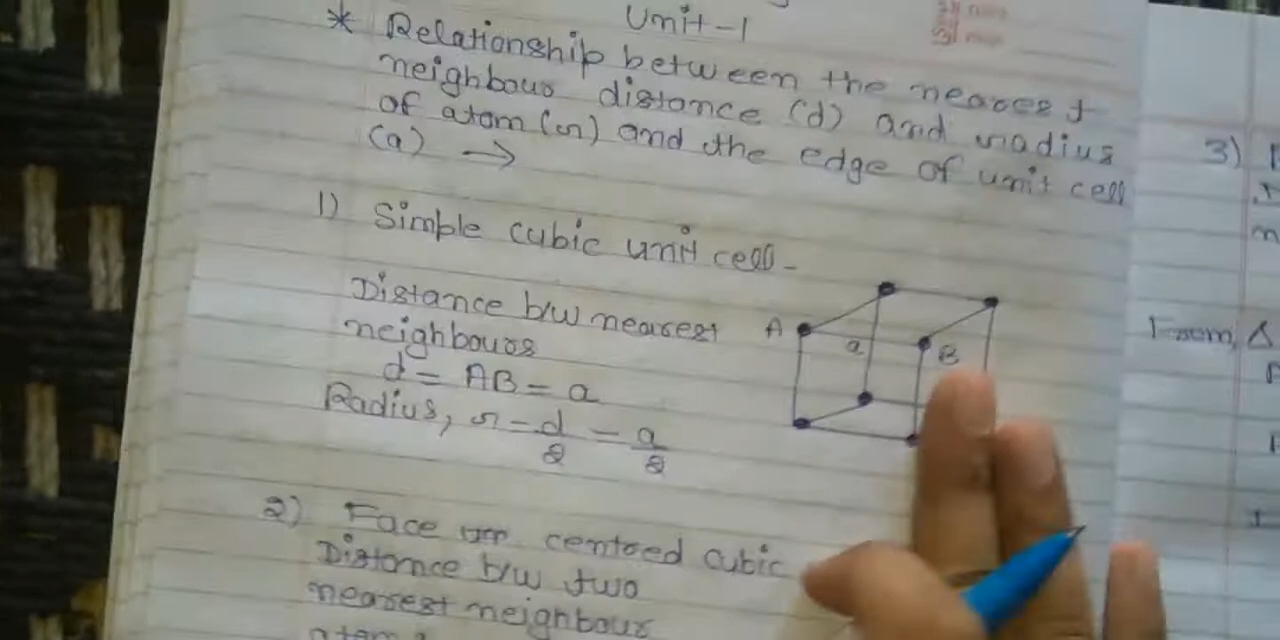 Unit-1
* Relationship between the nearest
neighbour distance (d) and radius
of atom (r) and the edge of unit cell
(a) →
1) Simple cubic unit cell-
Distance b/w nearest
neighbours
d = AB = a
Radius, r = d/2 = a/2
A
a
B
2) Face centred cubic
Distance b/w two
nearest neighbour
3)
From, Δ